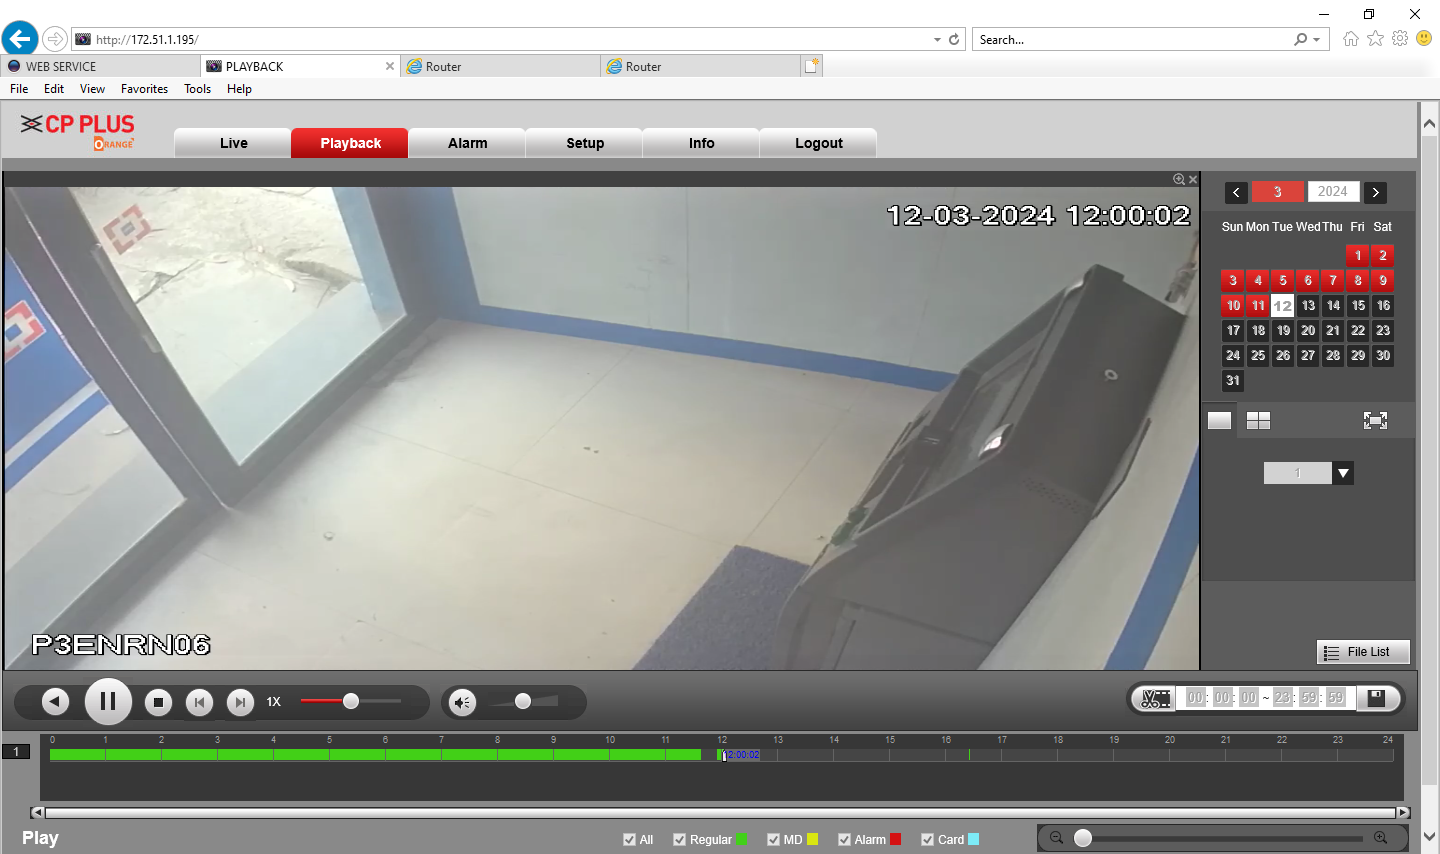 http://172.51.1.195/
Search...
WEB SERVICE
PLAYBACK
Router
Router
File Edit View Favorites Tools Help
CP PLUS
ORANGE
Live Playback Alarm Setup Info Logout
12-03-2024 12:00:02
3 2024
Sun Mon Tue Wed Thu Fri Sat
1 2
3 4 5 6 7 8 9
10 11 12 13 14 15 16
17 18 19 20 21 22 23
24 25 26 27 28 29 30
31
1
P3ENRN06
File List
1X
00: 00: 00 ~ 23: 59: 59
0 1 2 3 4 5 6 7 8 9 10 11 12 13 14 15 16 17 18 19 20 21 22 23 24
1
12:00:02
Play
All Regular MD Alarm Card